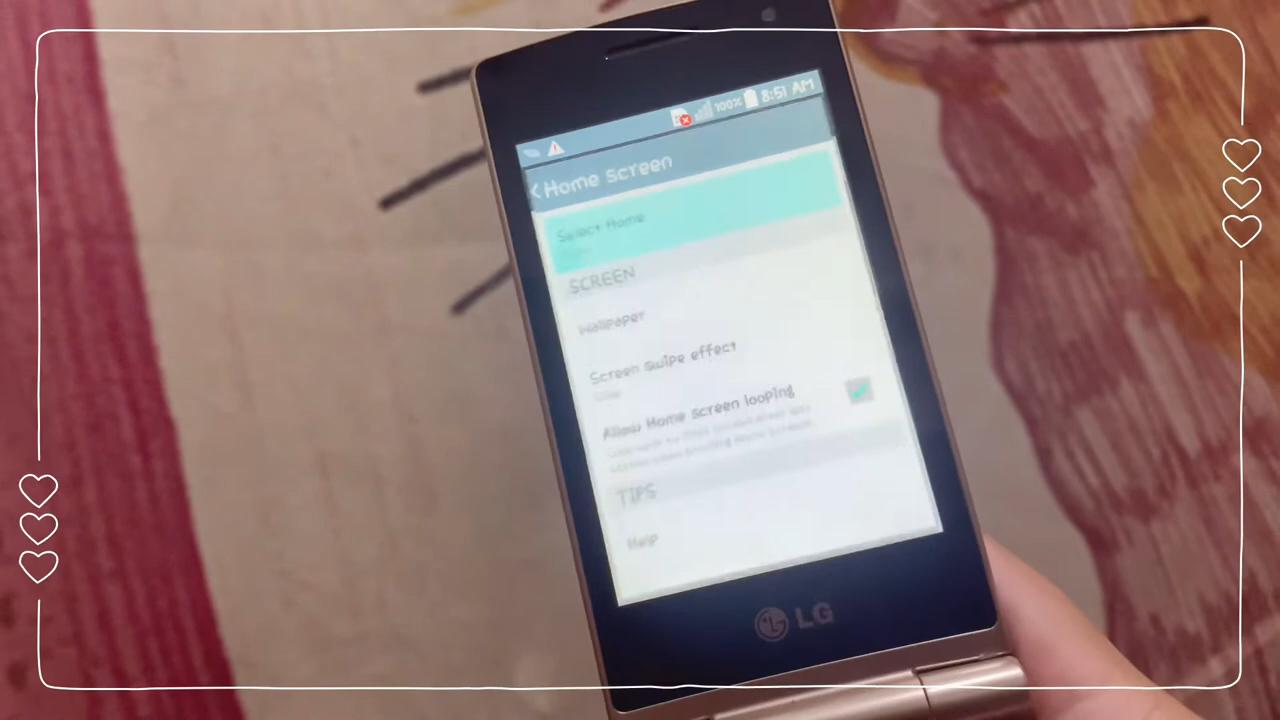 100% 8:51 AM
Home screen
Select Home
SCREEN
Wallpaper
Screen swipe effect
Allow Home screen looping
TIPS
Help
LG